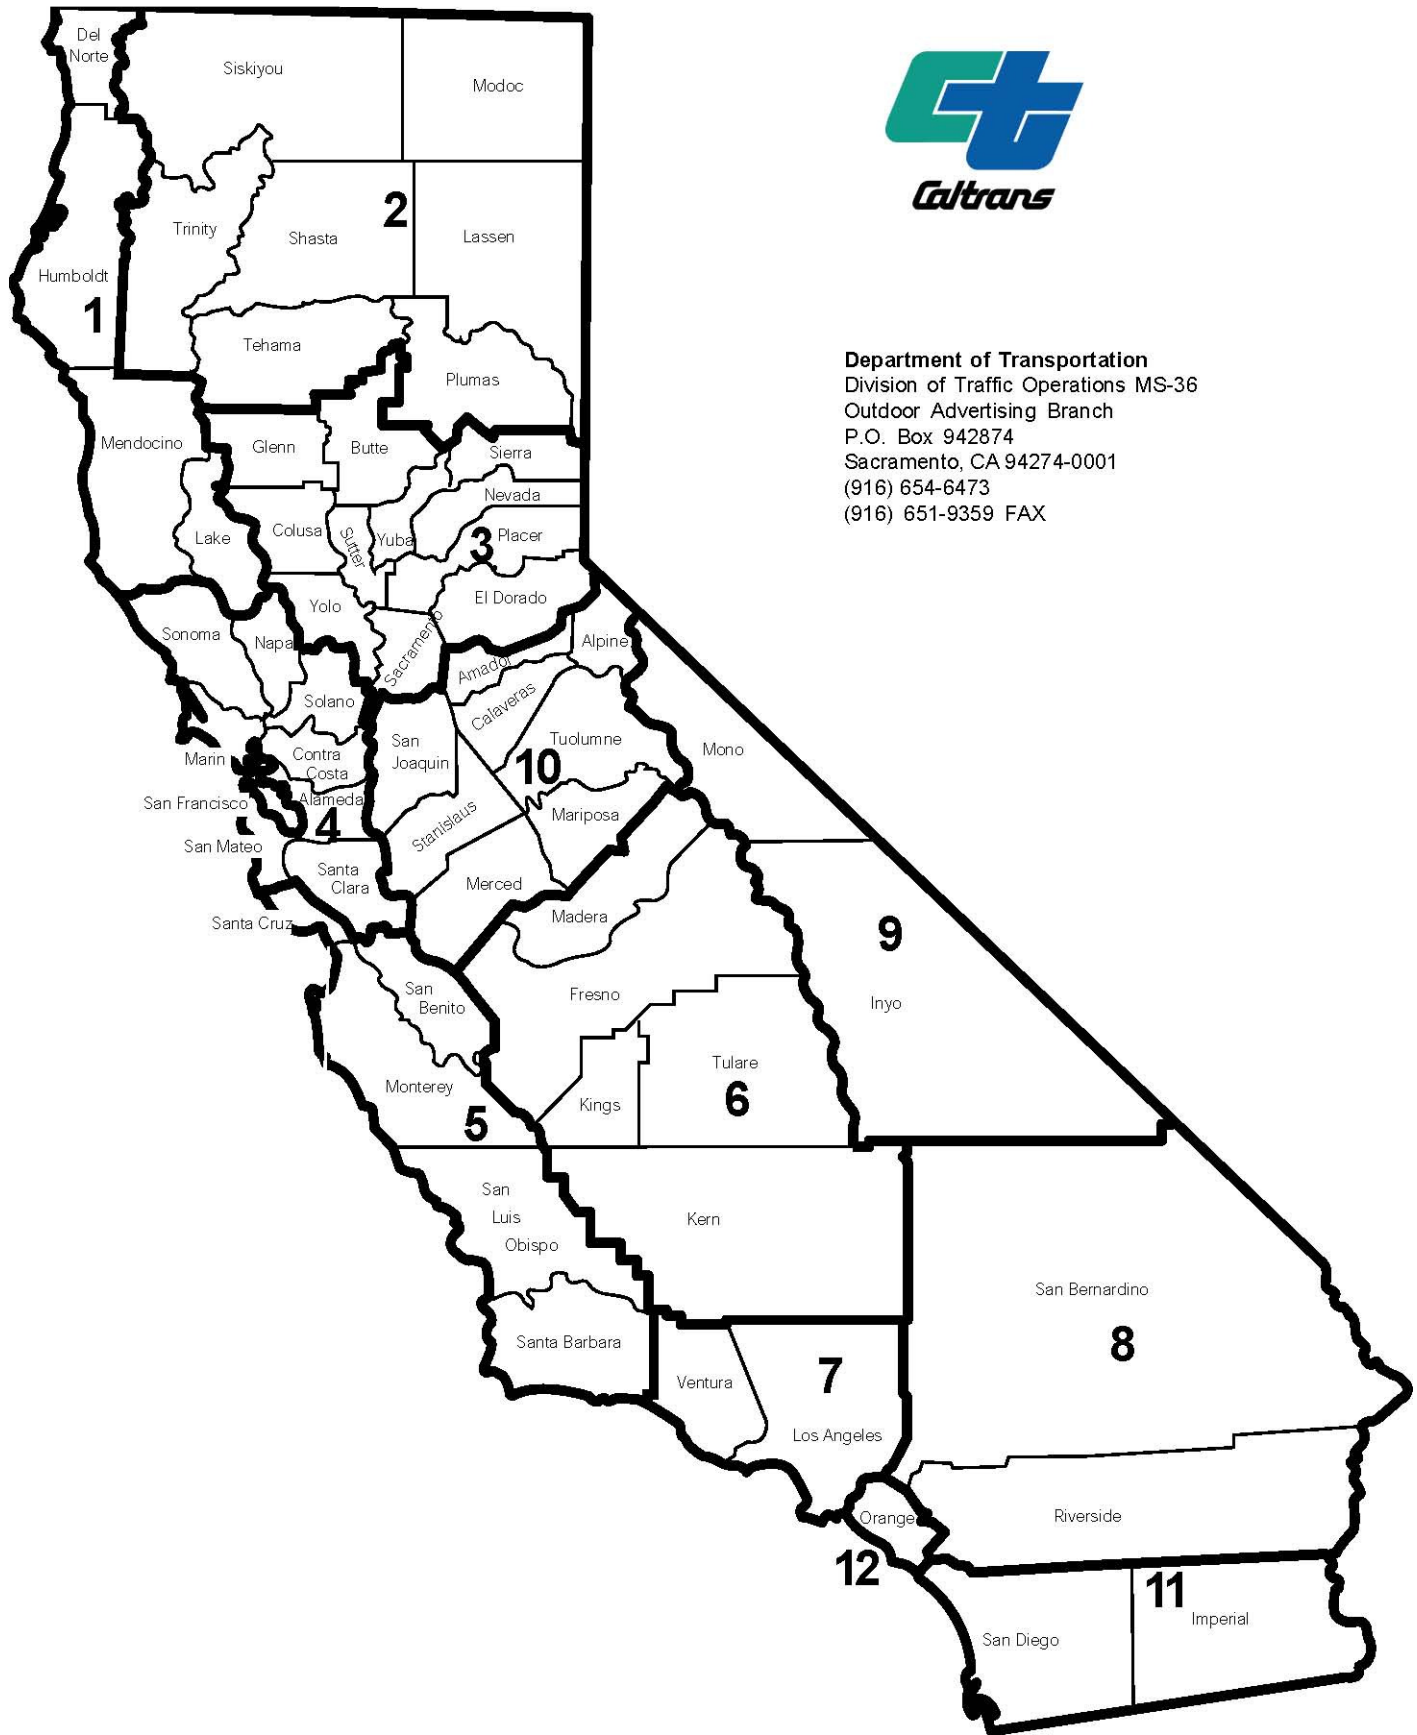 Del
Norte
Siskiyou
Modoc
Caltrans
2
Trinity
Shasta
Lassen
Humboldt
1
Tehama
Plumas
Department of Transportation
Division of Traffic Operations MS-36
Outdoor Advertising Branch
P.O. Box 942874
Sacramento, CA 94274-0001
(916) 654-6473
(916) 651-9359 FAX
Mendocino
Glenn
Butte
Sierra
Nevada
Lake
Colusa
Sutter
Yuba
3
Placer
El Dorado
Yolo
Sonoma
Napa
Sacramento
Alpine
Amador
Solano
Calaveras
Marin
Contra
Costa
San
Joaquin
Tuolumne
10
Mono
San Francisco
Alameda
4
Stanislaus
Mariposa
San Mateo
Santa
Clara
Merced
Santa Cruz
Madera
9
San
Benito
Fresno
Inyo
Monterey
Tulare
5
Kings
6
San
Luis
Obispo
Kern
San Bernardino
Santa Barbara
8
Ventura
7
Los Angeles
Orange
Riverside
12
11
Imperial
San Diego